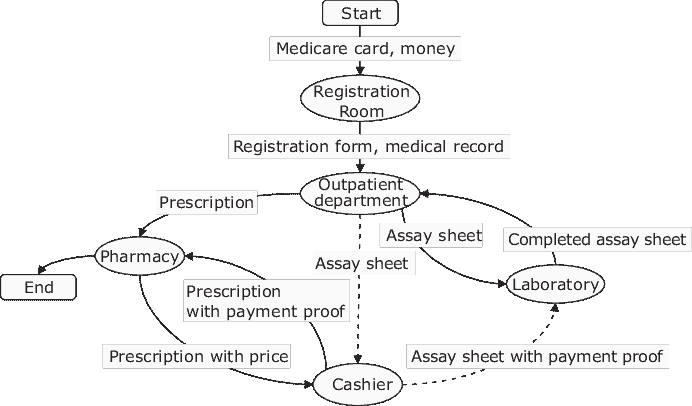 Start
Medicare card, money
Registration
Room
Registration form, medical record
Outpatient
department
Prescription
Assay sheet
Completed assay sheet
Pharmacy
Assay sheet
End
Laboratory
Prescription
with payment proof
Prescription with price
Assay sheet with payment proof
Cashier